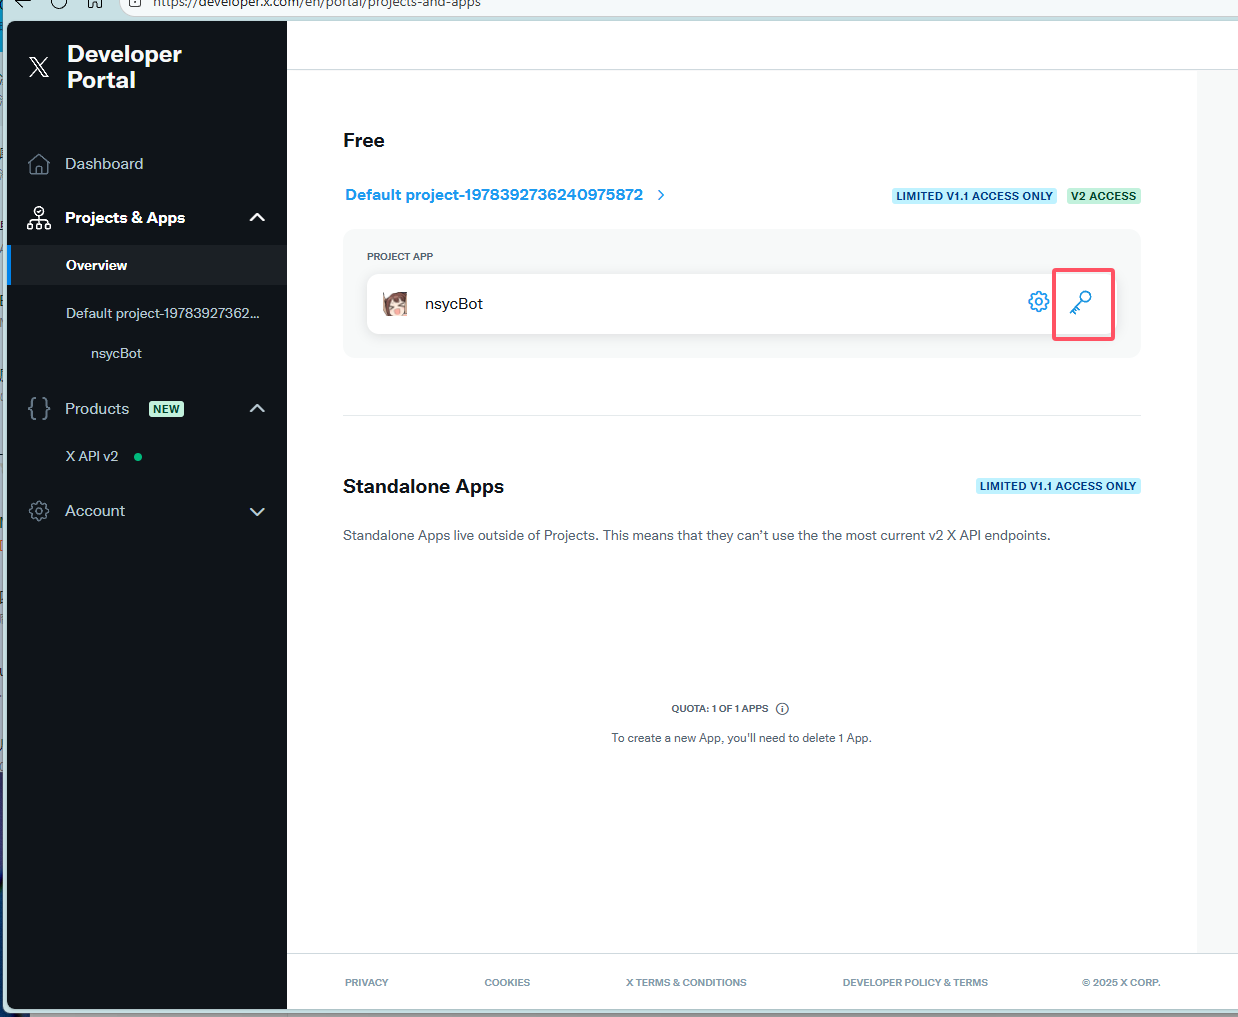 https://developer.x.com/en/portal/projects-and-apps
Developer
Portal
Dashboard
Projects & Apps
Overview
Default project-19783927362...
nsycBot
Products NEW
X API v2
Account
Free
Default project-1978392736240975872
LIMITED V1.1 ACCESS ONLY
V2 ACCESS
PROJECT APP
nsycBot
Standalone Apps
LIMITED V1.1 ACCESS ONLY
Standalone Apps live outside of Projects. This means that they can't use the the most current v2 X API endpoints.
QUOTA: 1 OF 1 APPS
To create a new App, you'll need to delete 1 App.
PRIVACY
COOKIES
X TERMS & CONDITIONS
DEVELOPER POLICY & TERMS
© 2025 X CORP.